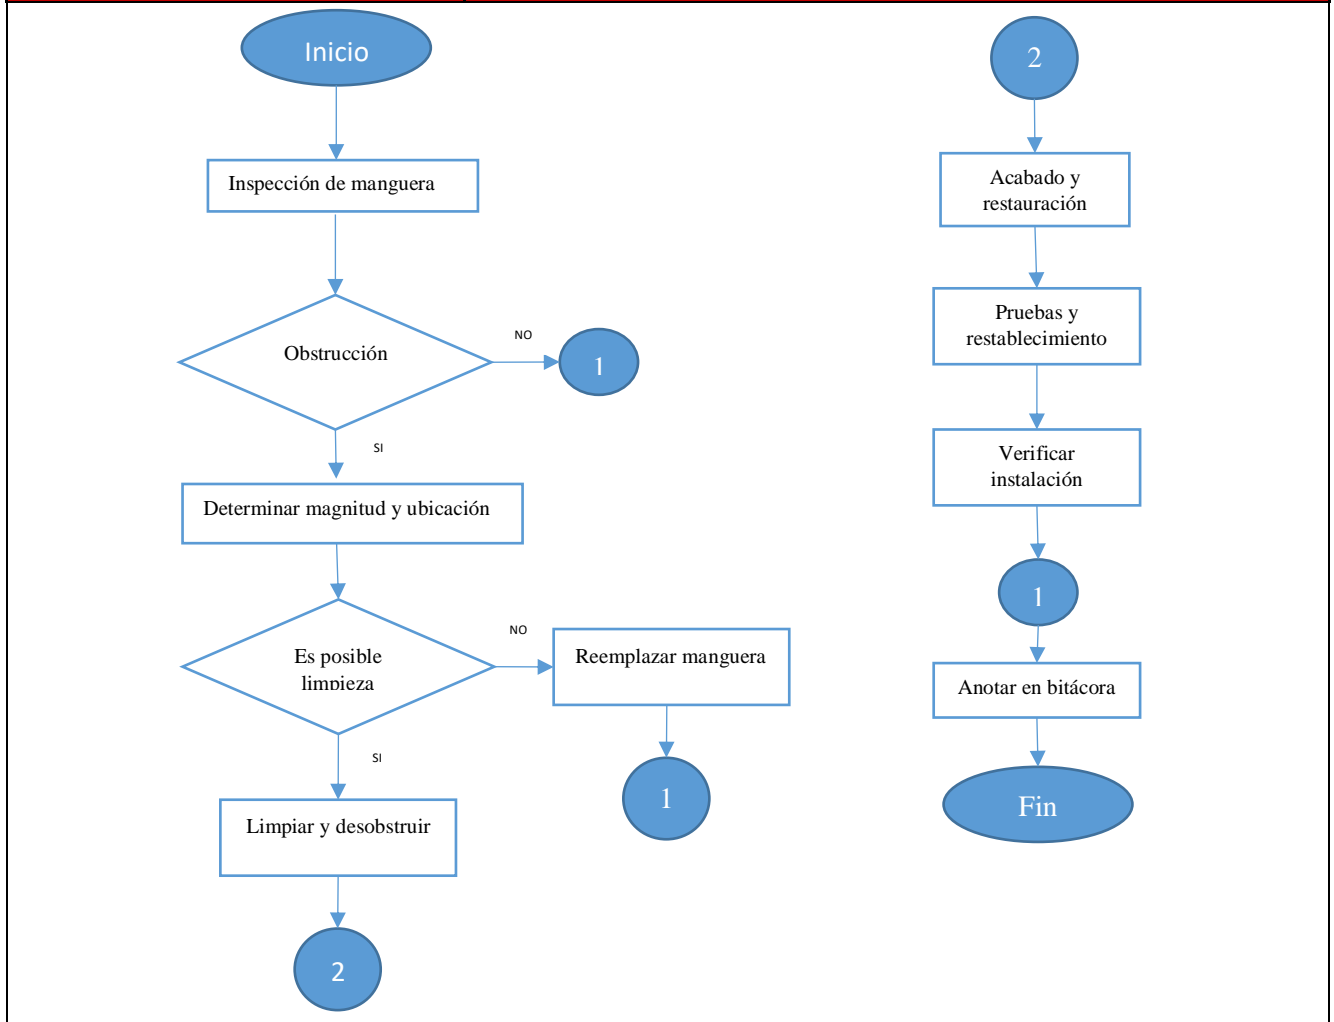 Inicio
Inspección de manguera
Obstrucción
NO
1
SI
Determinar magnitud y ubicación
Es posible
limpieza
NO
Reemplazar manguera
1
SI
Limpiar y desobstruir
2
2
Acabado y
restauración
Pruebas y
restablecimiento
Verificar
instalación
1
Anotar en bitácora
Fin